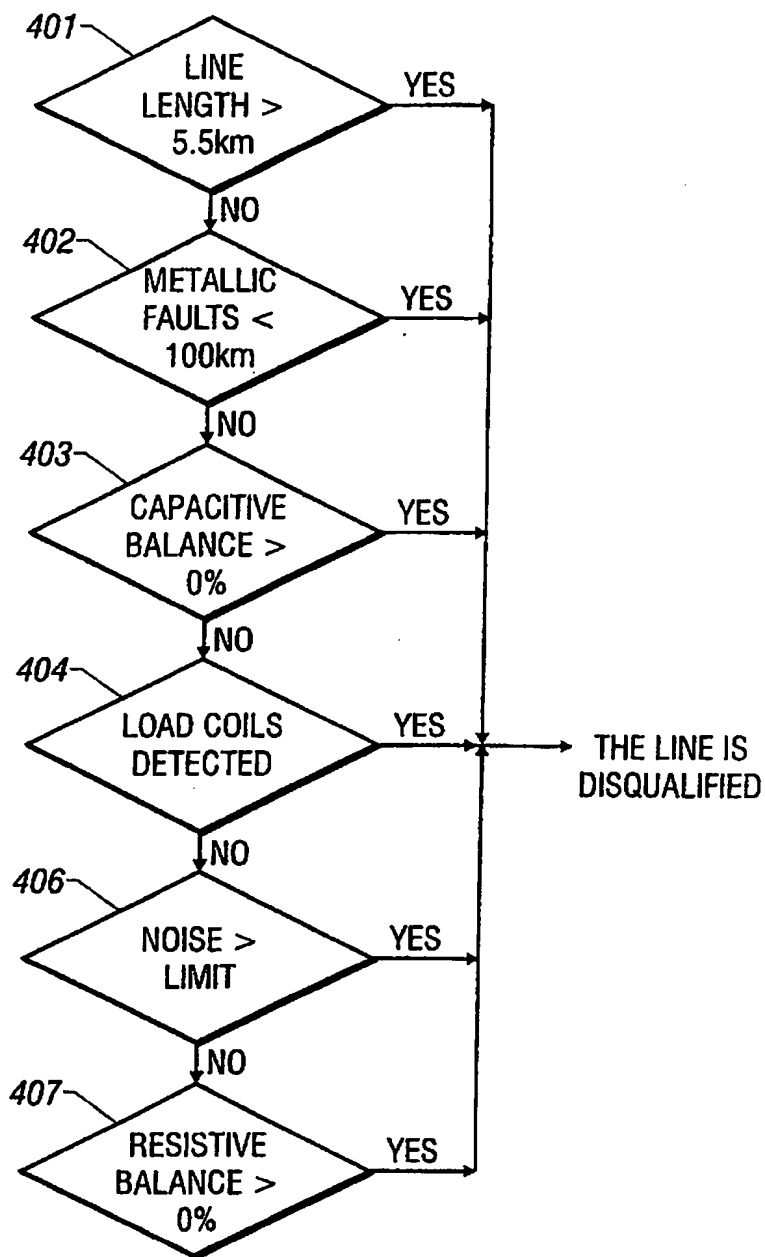 401
LINE
LENGTH >
5.5km
YES
NO
402
METALLIC
FAULTS <
100km
YES
NO
403
CAPACITIVE
BALANCE >
0%
YES
NO
404
LOAD COILS
DETECTED
YES
THE LINE IS
DISQUALIFIED
NO
406
NOISE >
LIMIT
YES
NO
407
RESISTIVE
BALANCE >
0%
YES